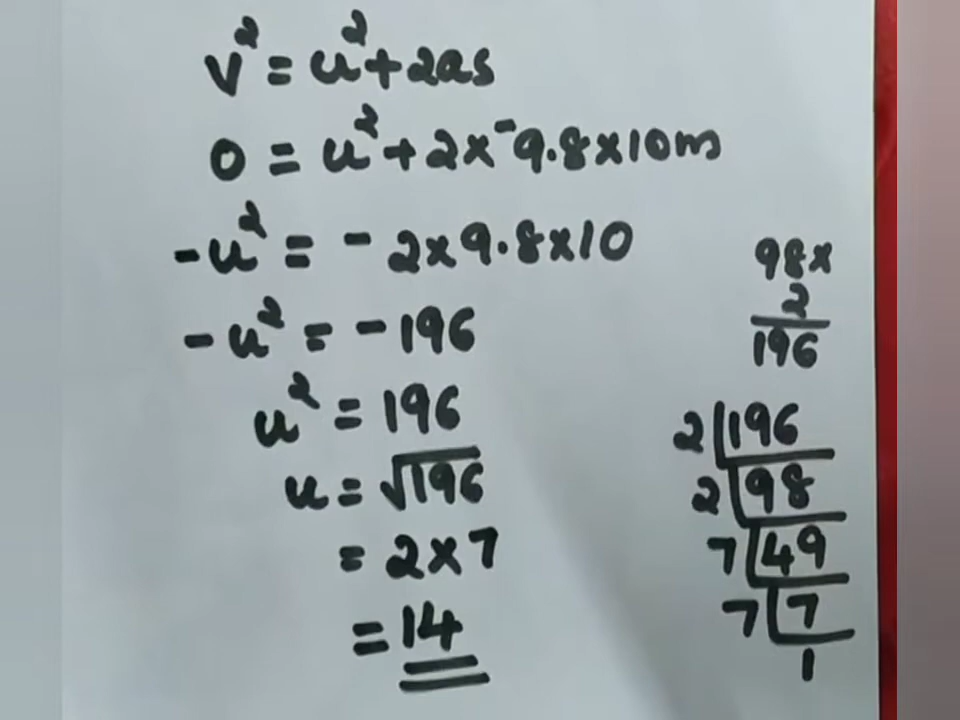 v² = u² + 2as
0 = u² + 2x⁻9.8x10m
-u² = - 2x9.8x10
-u² = -196
u² = 196
u = √196
= 2x7
= 14
98x
2
196
2 196
2 98
7 49
7 7
1